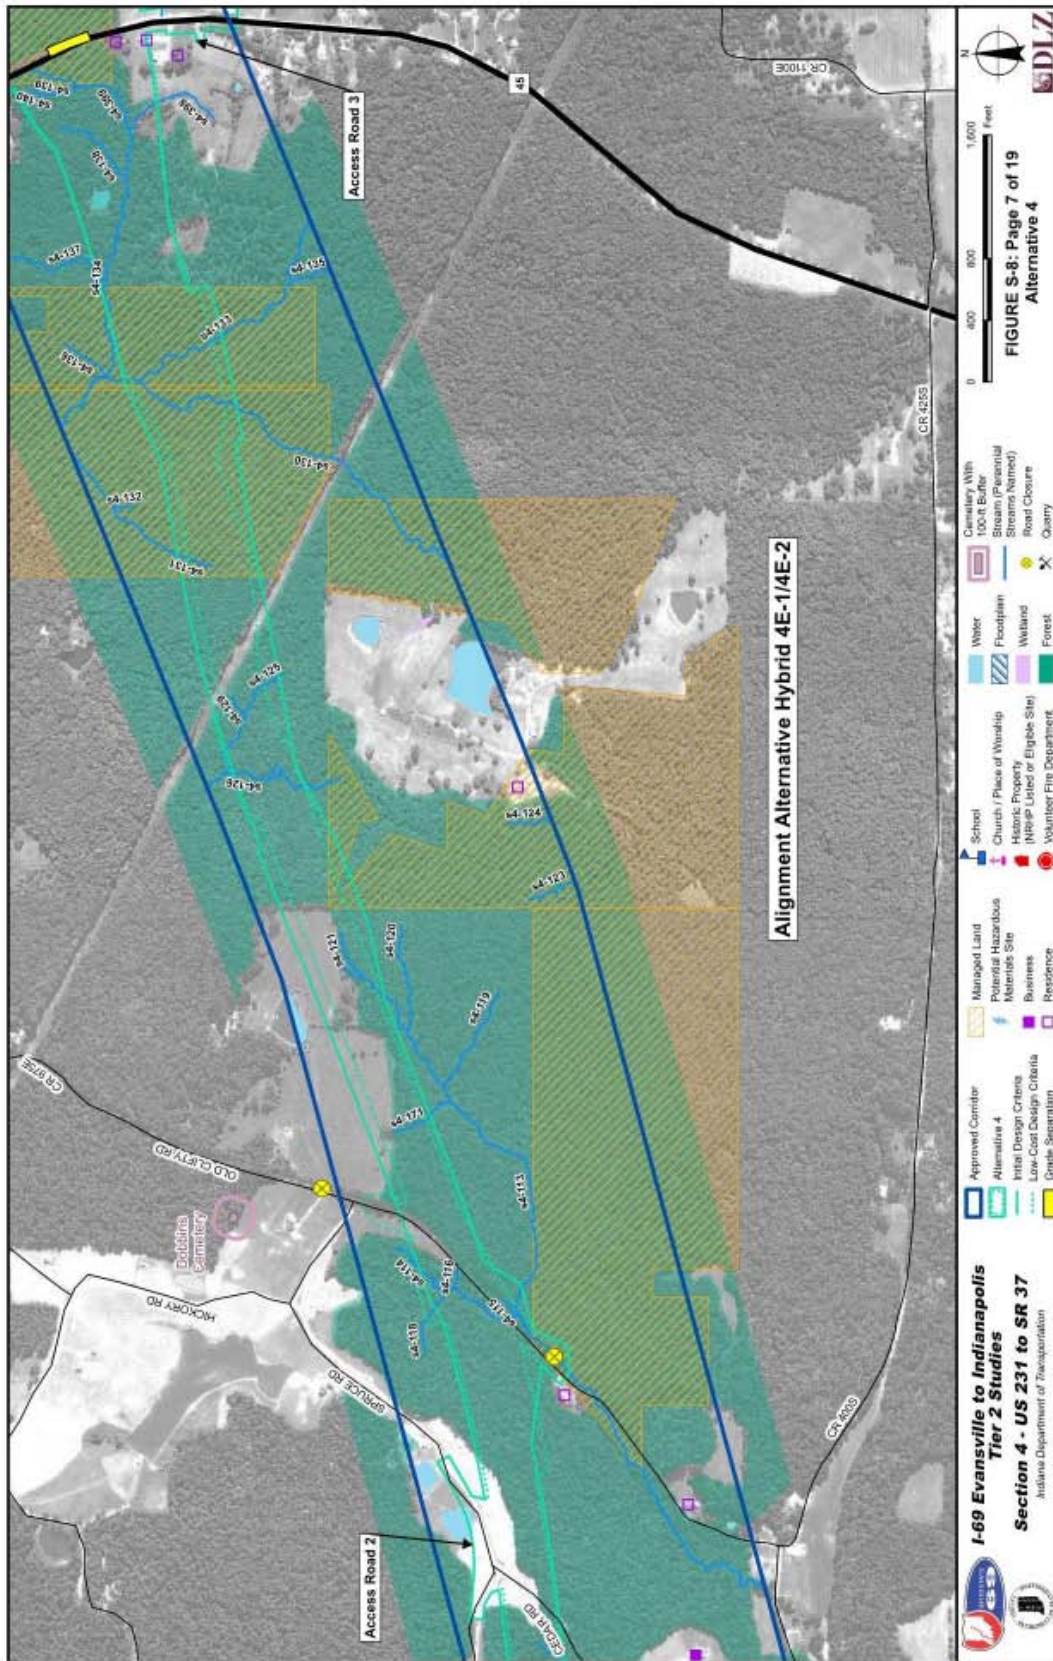 Access Road 2
Access Road 3
Alignment Alternative Hybrid 4E-1/4E-2
Dobbins
Cemetery
HICKORY RD
SPRUCE RD
CEDAR RD
OLD CLIFTY RD
CR 975E
CR 400S
CR 425S
CR 1100E
45
s4-118
s4-114
s4-116
s4-113
s4-171
s4-119
s4-120
s4-121
s4-123
s4-124
s4-126
s4-129
s4-125
s4-131
s4-132
s4-130
s4-133
s4-135
s4-136
s4-134
s4-137
s4-138
s4-139
s4-140
s4-398
I-69 Evansville to Indianapolis
Tier 2 Studies
Section 4 - US 231 to SR 37
Indiana Department of Transportation
Approved Corridor
Alternative 4
Initial Design Criteria
Low-Cost Design Criteria
Grade Separation
Managed Land
Potential Hazardous
Materials Site
Business
Residence
School
Church / Place of Worship
Historic Property
(NRHP Listed or Eligible Site)
Volunteer Fire Department
Water
Floodplain
Wetland
Forest
Cemetery With
100-ft Buffer
Stream (Perennial
Streams Named)
Road Closure
Quarry
0 400 800 1,600
Feet
FIGURE S-8: Page 7 of 19
Alternative 4
N
DLZ